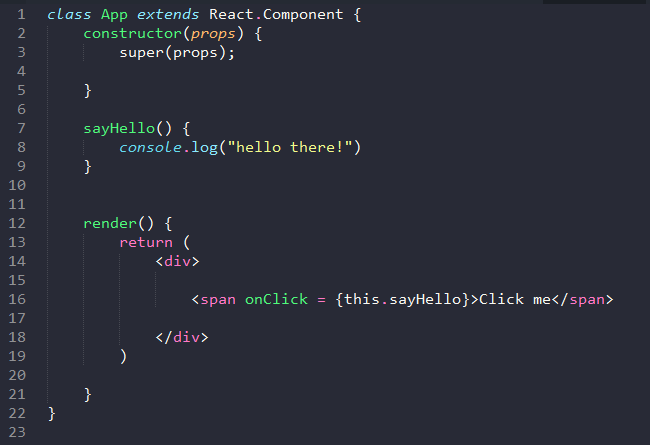 1 class App extends React.Component {
2     constructor(props) {
3         super(props);
4
5     }
6
7     sayHello() {
8         console.log("hello there!")
9     }
10
11
12     render() {
13         return (
14             <div>
15
16                 <span onClick = {this.sayHello}>Click me</span>
17
18             </div>
19         )
20
21     }
22 }
23